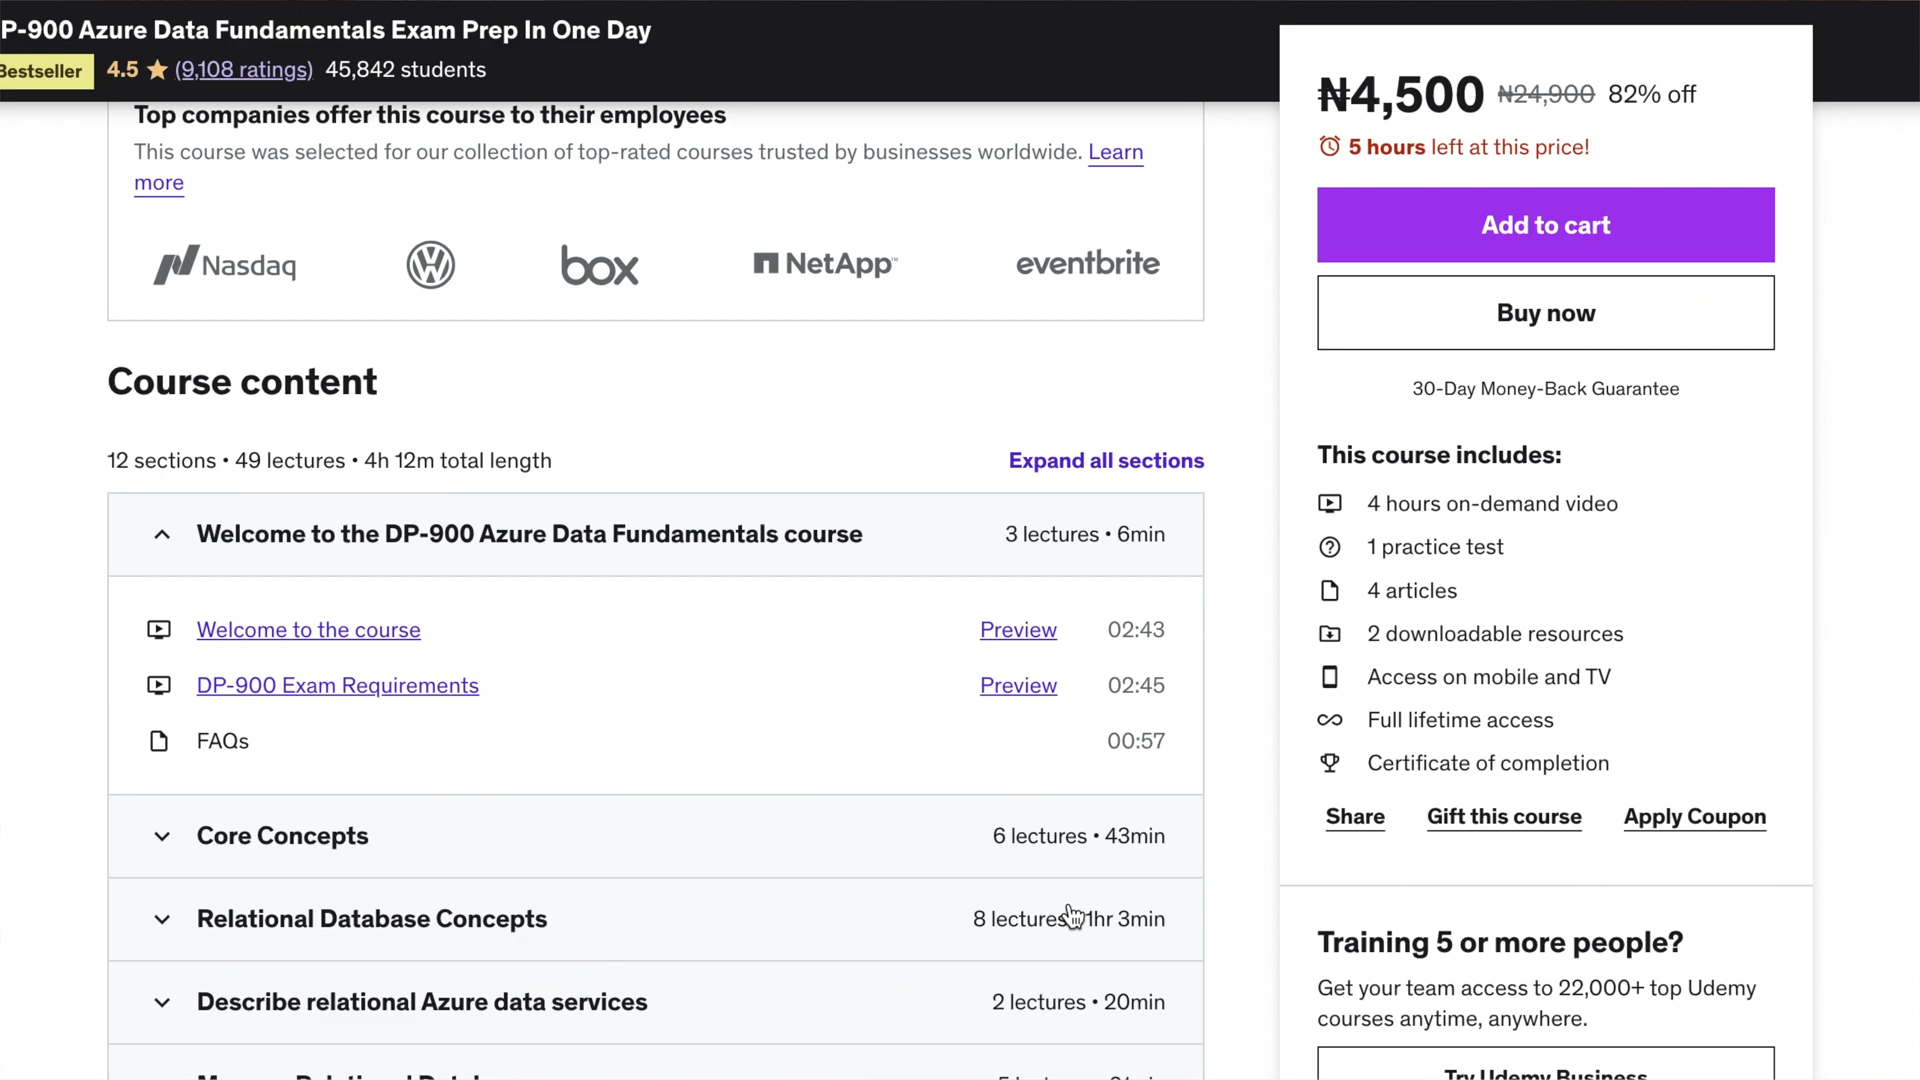 P-900 Azure Data Fundamentals Exam Prep In One Day
Bestseller 4.5 (9,108 ratings) 45,842 students
Top companies offer this course to their employees
This course was selected for our collection of top-rated courses trusted by businesses worldwide. Learn
more
Nasdaq box NetApp™ eventbrite
Course content
12 sections • 49 lectures • 4h 12m total length Expand all sections
Welcome to the DP-900 Azure Data Fundamentals course 3 lectures • 6min
Welcome to the course Preview 02:43
DP-900 Exam Requirements Preview 02:45
FAQs 00:57
Core Concepts 6 lectures • 43min
Relational Database Concepts 8 lectures 1hr 3min
Describe relational Azure data services 2 lectures • 20min
₦4,500 ₦24,900 82% off
5 hours left at this price!
Add to cart
Buy now
30-Day Money-Back Guarantee
This course includes:
4 hours on-demand video
1 practice test
4 articles
2 downloadable resources
Access on mobile and TV
Full lifetime access
Certificate of completion
Share Gift this course Apply Coupon
Training 5 or more people?
Get your team access to 22,000+ top Udemy
courses anytime, anywhere.
Try Udemy Business